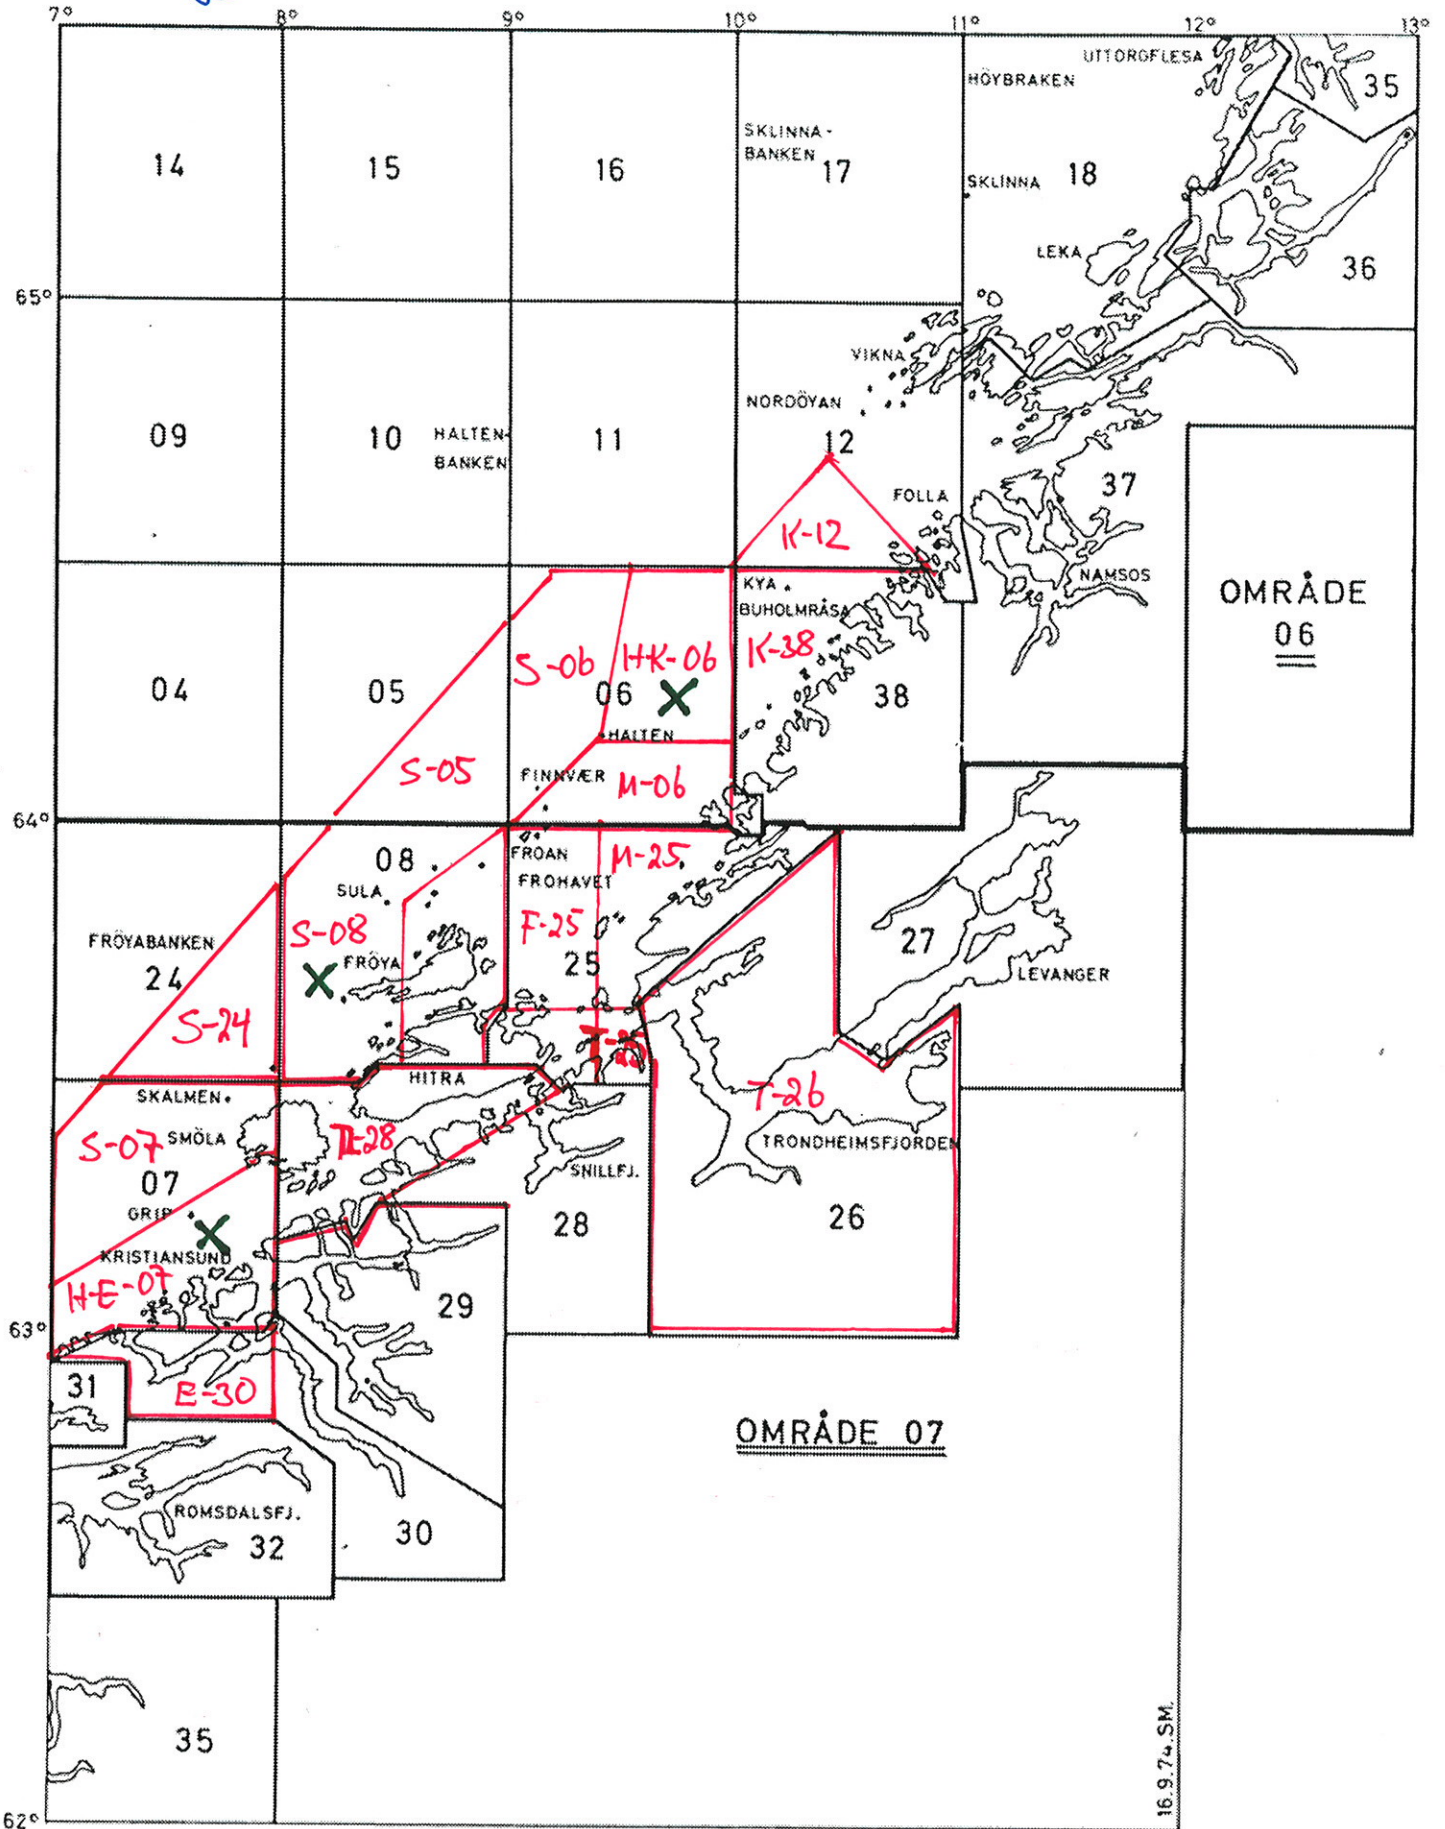 7° 8° 9° 10° 11° 12° 13°
UTTORGFLESA
HÖYBRAKEN
35
SKLINNA-
BANKEN
14 15 16 17
SKLINNA 18
LEKA
36
65°
VIKNA
NORDÖYAN
09 10 HALTEN-
BANKEN
11 12
FOLLA
37
K-12
KYA
BUHOLMRÅSA
NAMSOS
OMRÅDE
06
S-06 HK-06 K-38
04 05 06 X 38
HALTEN
S-05
FINNVÆR
M-06
64°
08
FROAN
M-25
FROHAVET
SULA
F-25
S-08
FRÖYABANKEN
24
X FRÖYA
25
27
LEVANGER
S-24
HITRA
SKALMEN
T-26
S-07 SMÖLA
-28
TRONDHEIMSFJORDEN
07
SNILLFJ.
GRIP
X
28
26
KRISTIANSUND
H-E-07
29
63°
31
E-30
OMRÅDE 07
ROMSDALSFJ.
32
30
35
16.9.74.SM.
62°